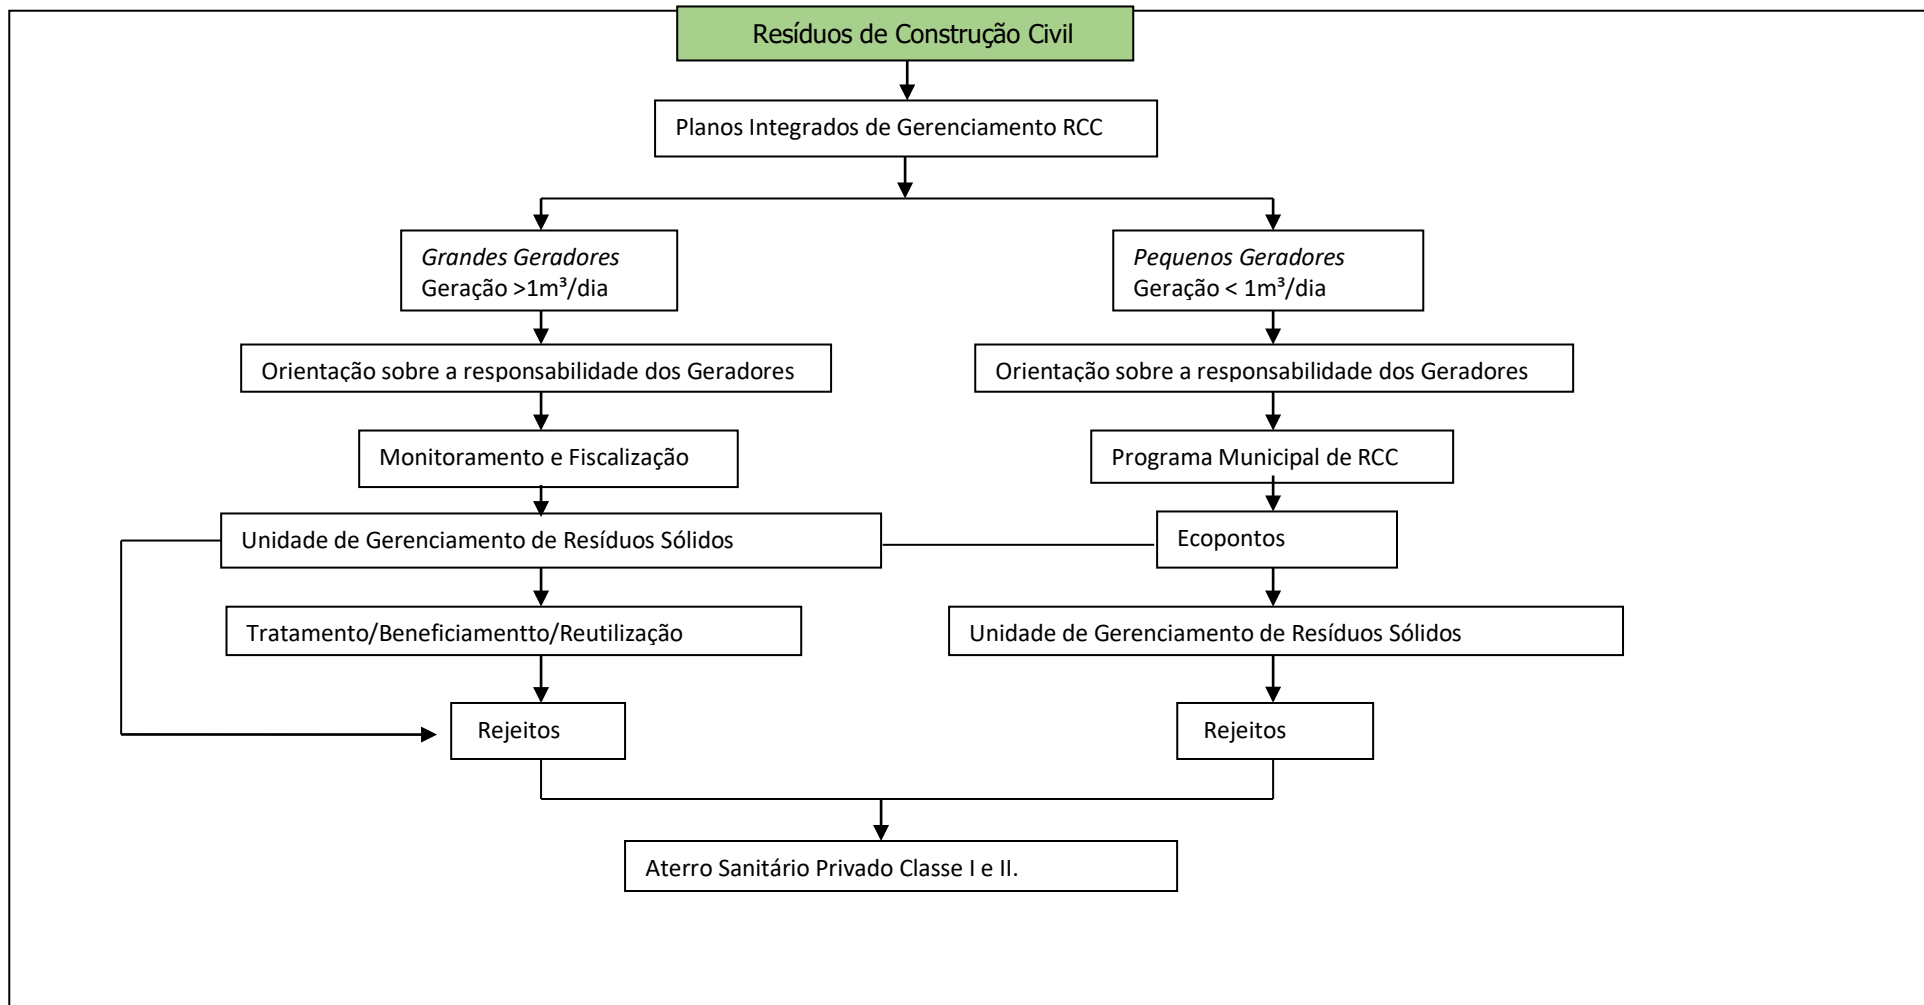 Resíduos de Construção Civil
Planos Integrados de Gerenciamento RCC
Grandes Geradores
Geração >1m³/dia
Pequenos Geradores
Geração < 1m³/dia
Orientação sobre a responsabilidade dos Geradores
Orientação sobre a responsabilidade dos Geradores
Monitoramento e Fiscalização
Programa Municipal de RCC
Unidade de Gerenciamento de Resíduos Sólidos
Ecopontos
Tratamento/Beneficiamentto/Reutilização
Unidade de Gerenciamento de Resíduos Sólidos
Rejeitos
Rejeitos
Aterro Sanitário Privado Classe I e II.